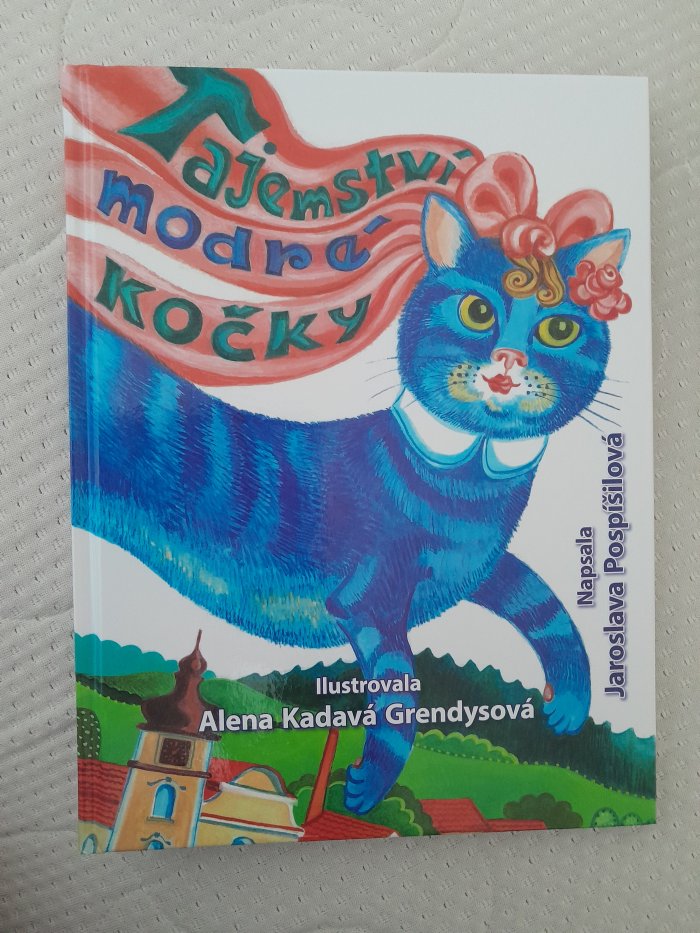 Tajemství
modré
kočky
Napsala
Jaroslava Pospíšilová
Ilustrovala
Alena Kadavá Grendysová